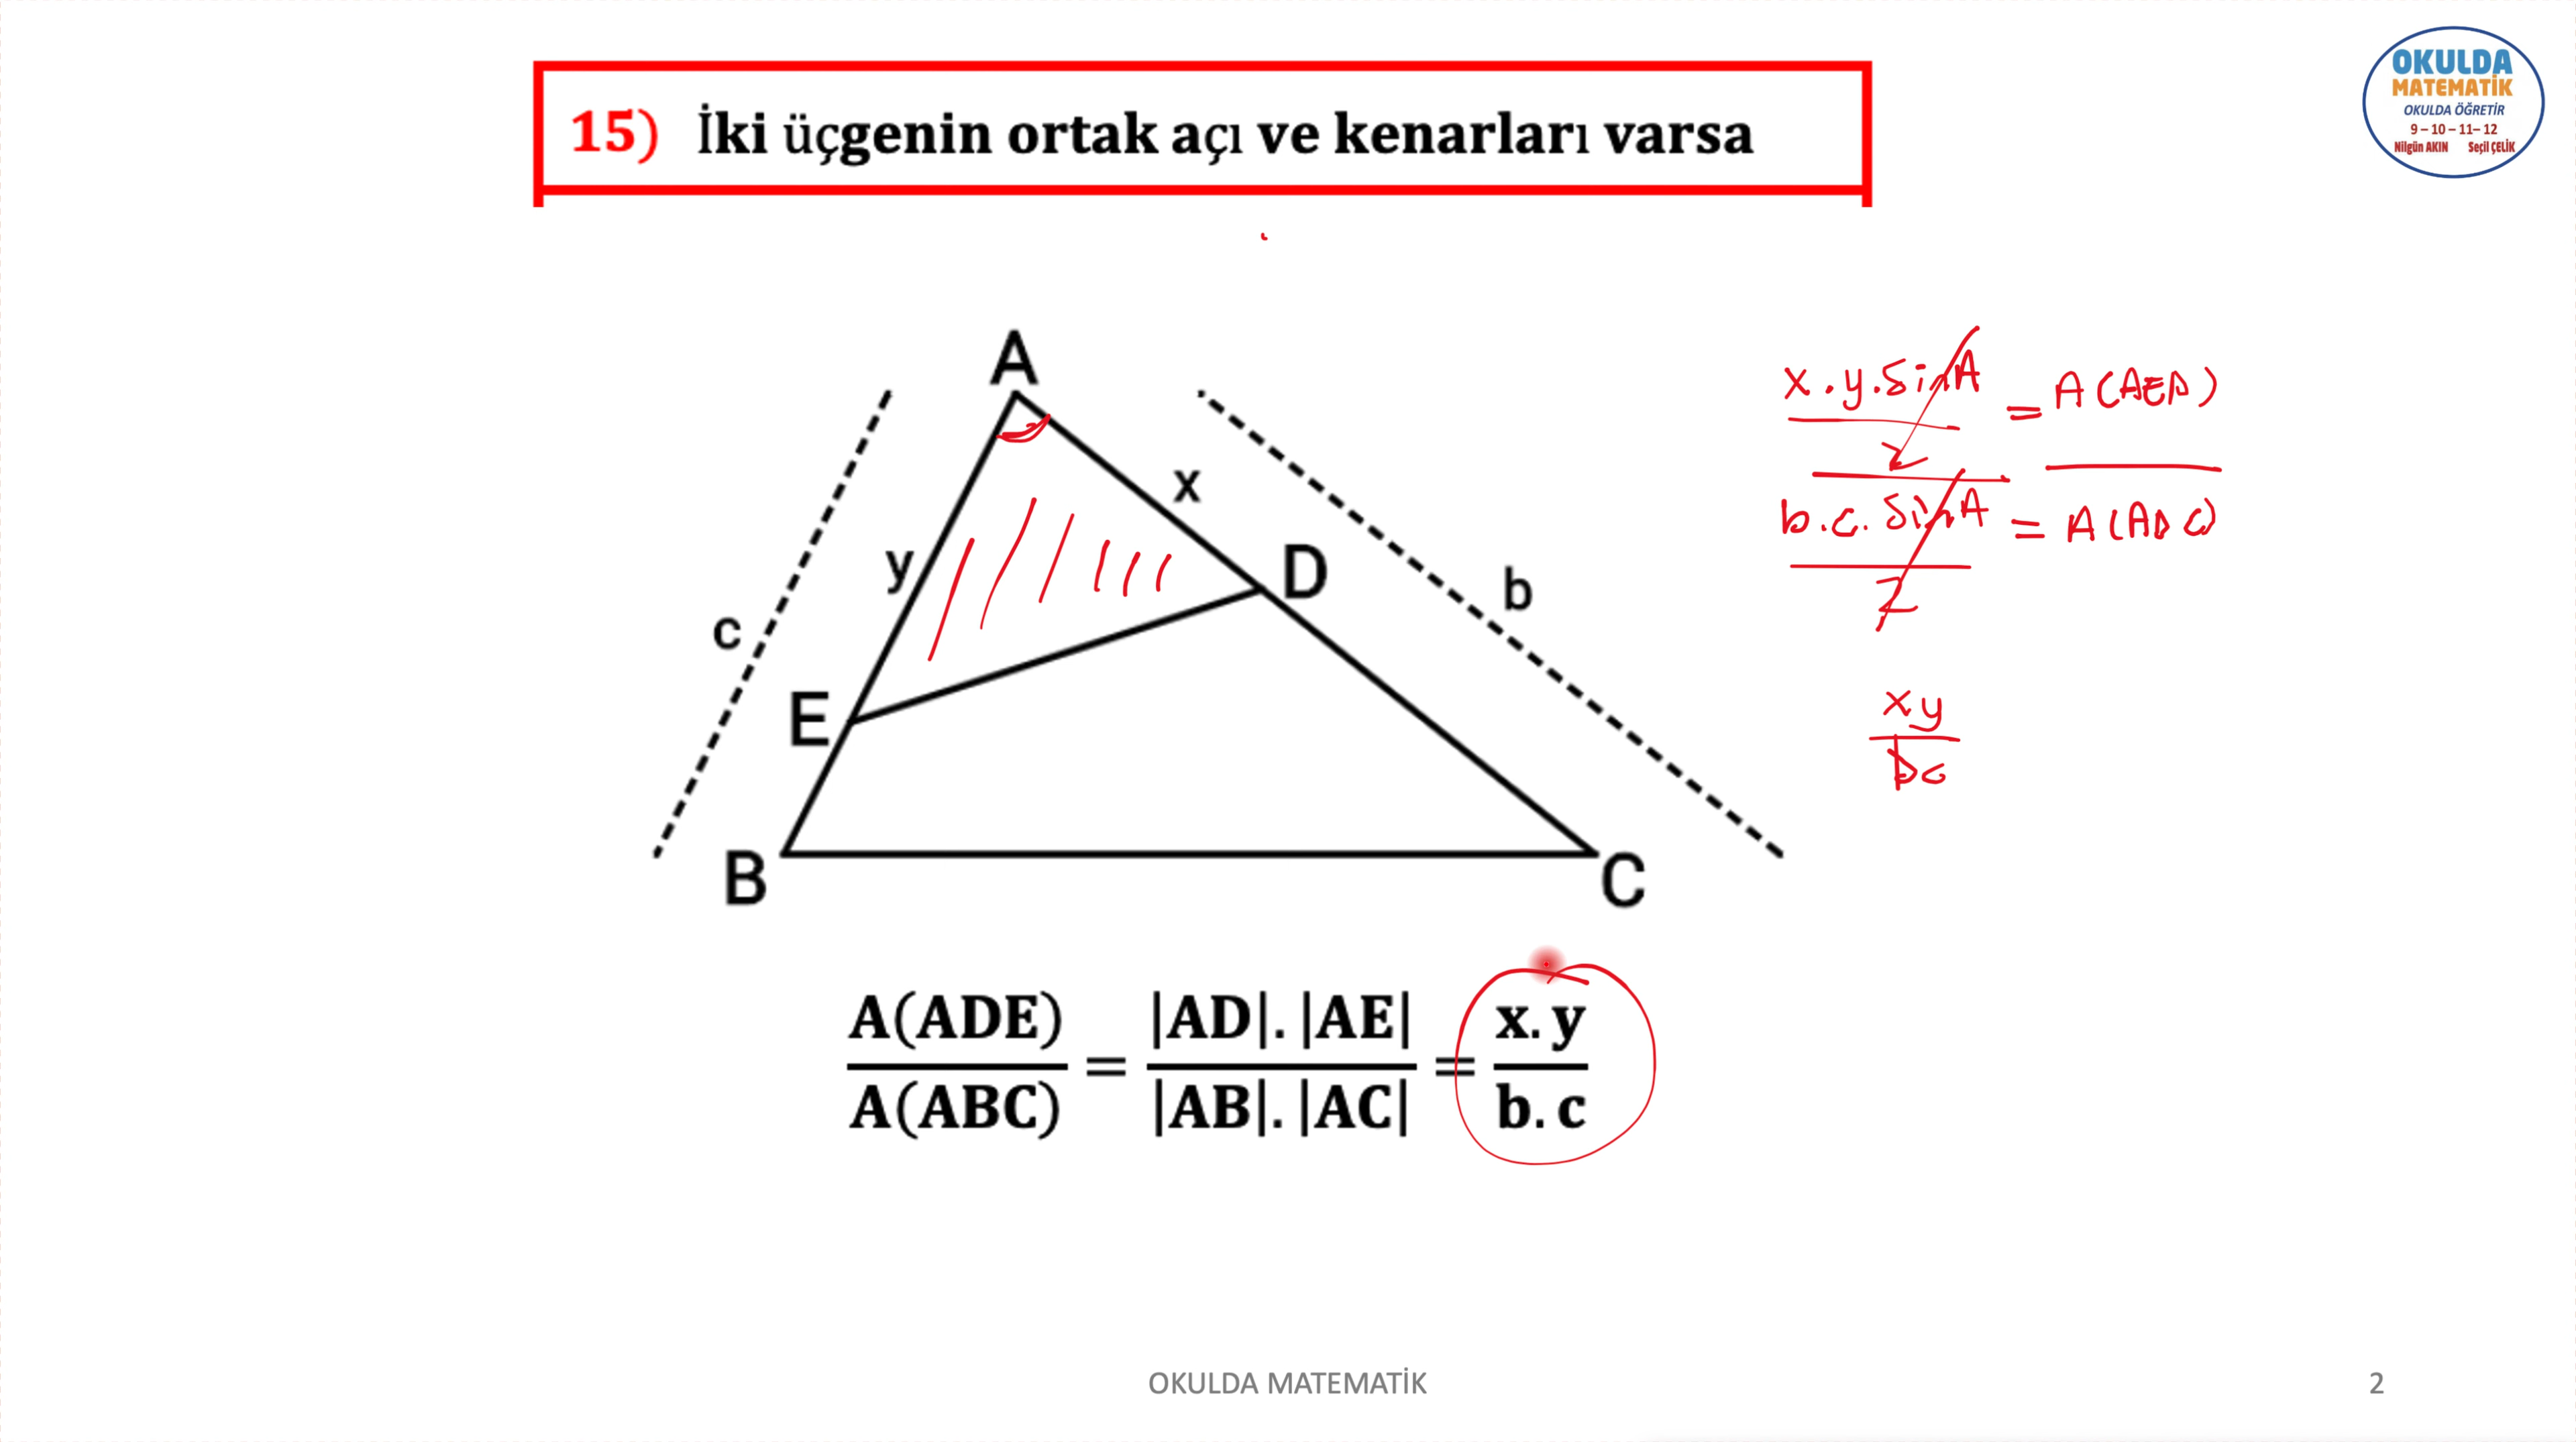 OKULDA
MATEMATİK
OKULDA ÖĞRETİR
9 – 10 – 11– 12
Nilgün AKIN Seçil ÇELİK
15) İki üçgenin ortak açı ve kenarları varsa
A
x
y
D
b
c
E
B
C
x.y.SinA / 2 = A(AED)
b.c.SinA / 2 = A(ADC)
xy / bc
A(ADE) / A(ABC) = |AD|.|AE| / |AB|.|AC| = x.y / b.c
OKULDA MATEMATİK
2